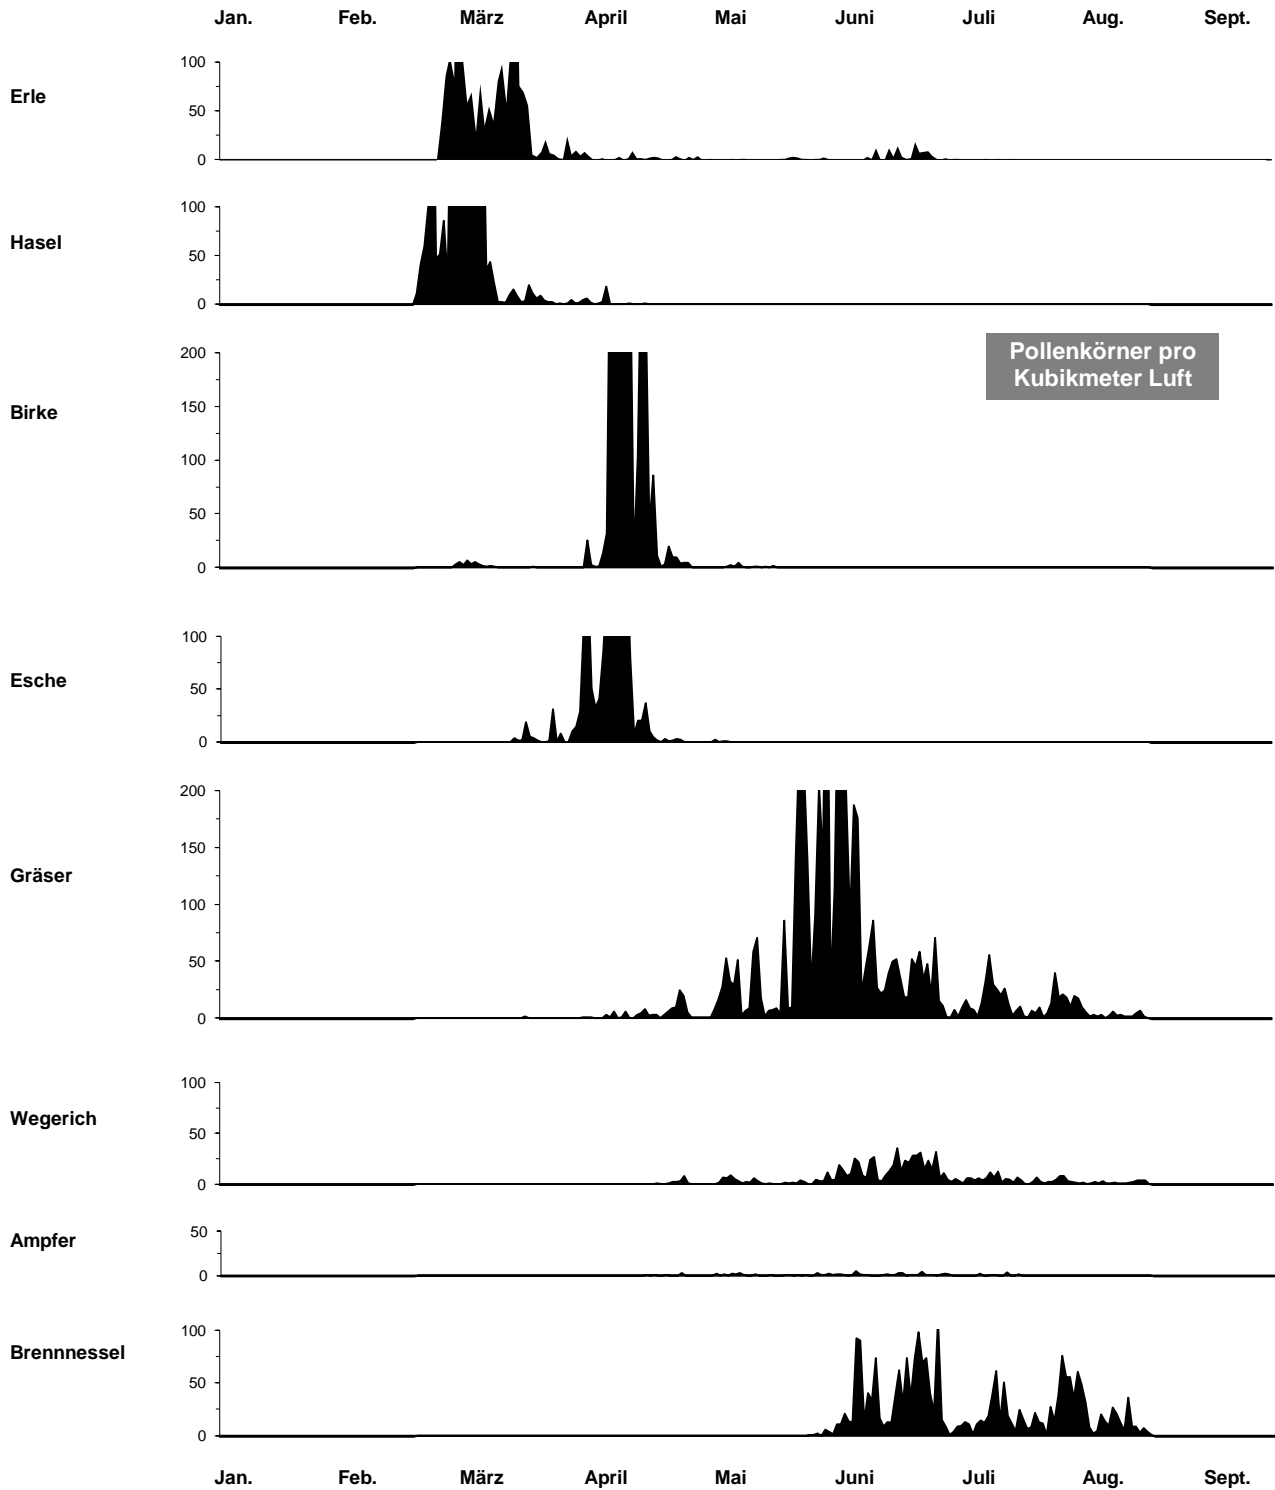 Jan. Feb. März April Mai Juni Juli Aug. Sept.
100
Erle
50
0
100
Hasel
50
0
Pollenkörner pro
Kubikmeter Luft
200
150
Birke
100
50
0
100
Esche
50
0
200
150
Gräser
100
50
0
100
Wegerich
50
0
50
Ampfer
0
100
Brennnessel
50
0
Jan. Feb. März April Mai Juni Juli Aug. Sept.